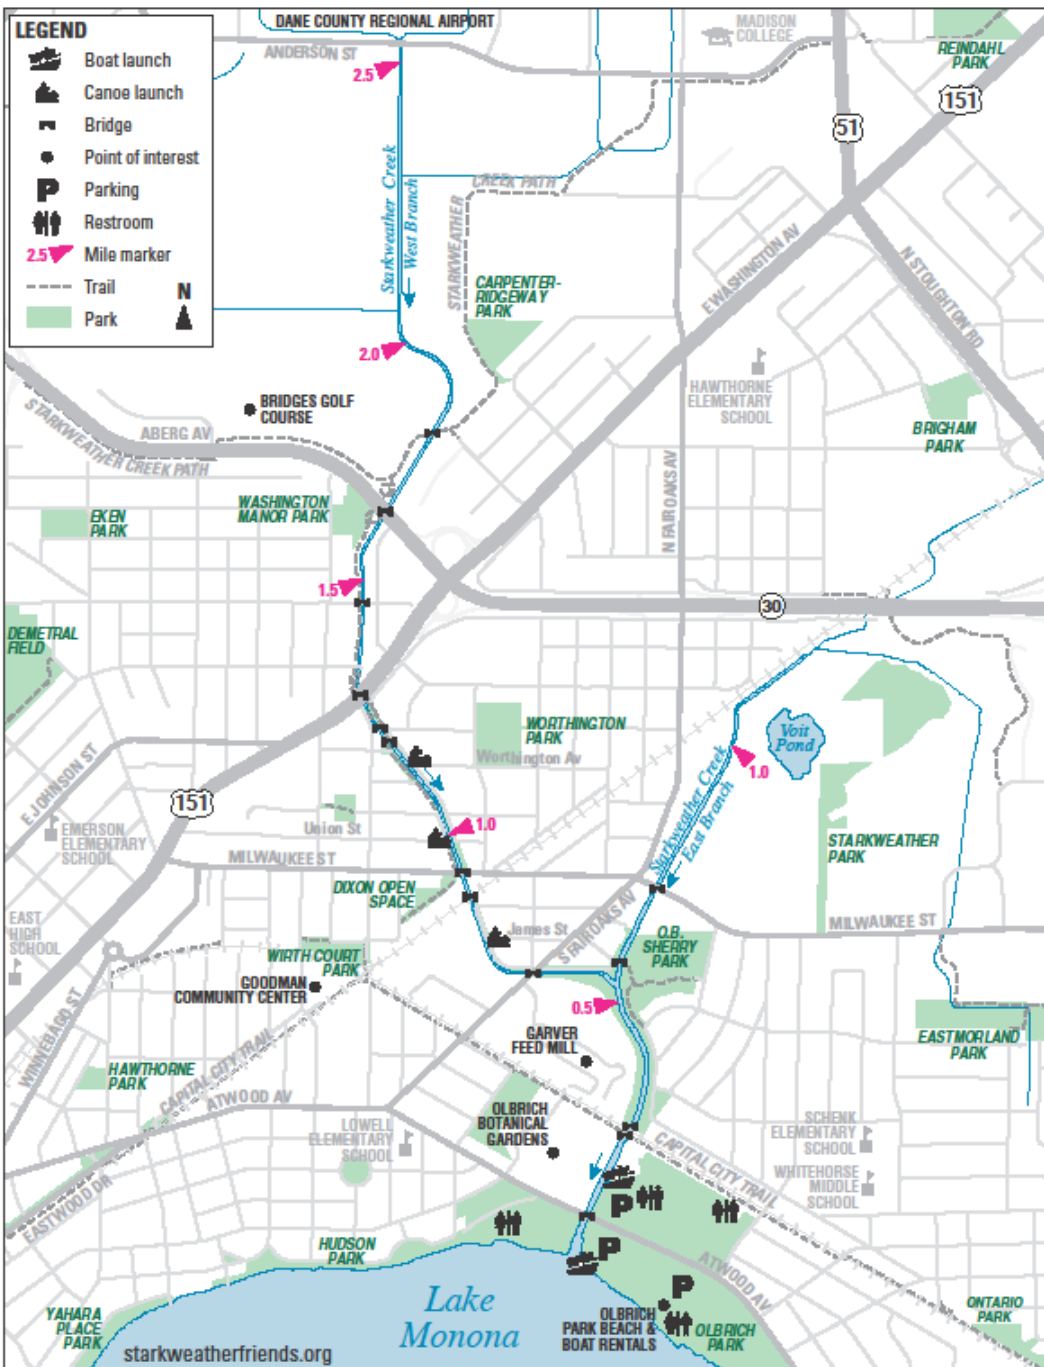 LEGEND
Boat launch
Canoe launch
Bridge
Point of interest
P
Parking
Restroom
2.5
Mile marker
Trail
Park
N
DANE COUNTY REGIONAL AIRPORT
ANDERSON ST
MADISON
COLLEGE
REINDAHL
PARK
2.5
151
51
Starkweather Creek
West Branch
STARKWEATHER
CREEK PATH
E WASHINGTON AV
N STOUGHTON RD
CARPENTER-
RIDGEWAY
PARK
2.0
HAWTHORNE
ELEMENTARY
SCHOOL
BRIDGES GOLF
COURSE
BRIGHAM
PARK
ABERG AV
STARKWEATHER CREEK PATH
N FAIR OAKS AV
WASHINGTON
MANOR PARK
EKEN
PARK
1.5
30
DEMETRAL
FIELD
WORTHINGTON
PARK
Worthington Av
Voit
Pond
1.0
E JOHNSON ST
151
Starkweather Creek
East Branch
EMERSON
ELEMENTARY
SCHOOL
Union St
1.0
STARKWEATHER
PARK
MILWAUKEE ST
DIXON OPEN
SPACE
S FAIR OAKS AV
MILWAUKEE ST
EAST
HIGH
SCHOOL
James St
O.B.
SHERRY
PARK
WIRTH COURT
PARK
GOODMAN
COMMUNITY CENTER
0.5
WINNEBAGO ST
GARVER
FEED MILL
EASTMORLAND
PARK
HAWTHORNE
PARK
CAPITAL CITY TRAIL
ATWOOD AV
LOWELL
ELEMENTARY
SCHOOL
OLBRICH
BOTANICAL
GARDENS
CAPITAL CITY TRAIL
SCHENK
ELEMENTARY
SCHOOL
WHITEHORSE
MIDDLE
SCHOOL
EASTWOOD DR
P
HUDSON
PARK
P
ATWOOD AV
P
Lake
Monona
OLBRICH
PARK BEACH &
BOAT RENTALS
OLBRICH
PARK
ONTARIO
PARK
YAHARA
PLACE
PARK
starkweatherfriends.org